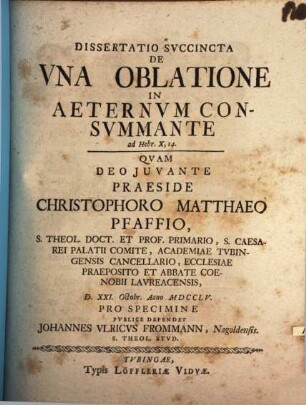 DISSERTATIO SVCCINCTA
DE
VNA OBLATIONE
IN
AETERNVM CON-
SVMMANTE
ad Hebr. X, 14.
QVAM
DEO JUVANTE
PRAESIDE
CHRISTOPHORO MATTHAEO
PFAFFIO,
S. THEOL. DOCT. ET PROF. PRIMARIO, S. CAESA-
REI PALATII COMITE, ACADEMIAE TVBIN-
GENSIS CANCELLARIO, ECCLESIAE
PRAEPOSITO ET ABBATE COE-
NOBII LAVREACENSIS,
D. XXI. Octobr. Anno MDCCLV.
PRO SPECIMINE
PVBLICE DEFENDET
JOHANNES VLRICVS FROMMANN, Nagoldensis.
S. THEOL. STVD.
TVBINGAE,
Typis LÖFFLERIAE VIDVÆ.